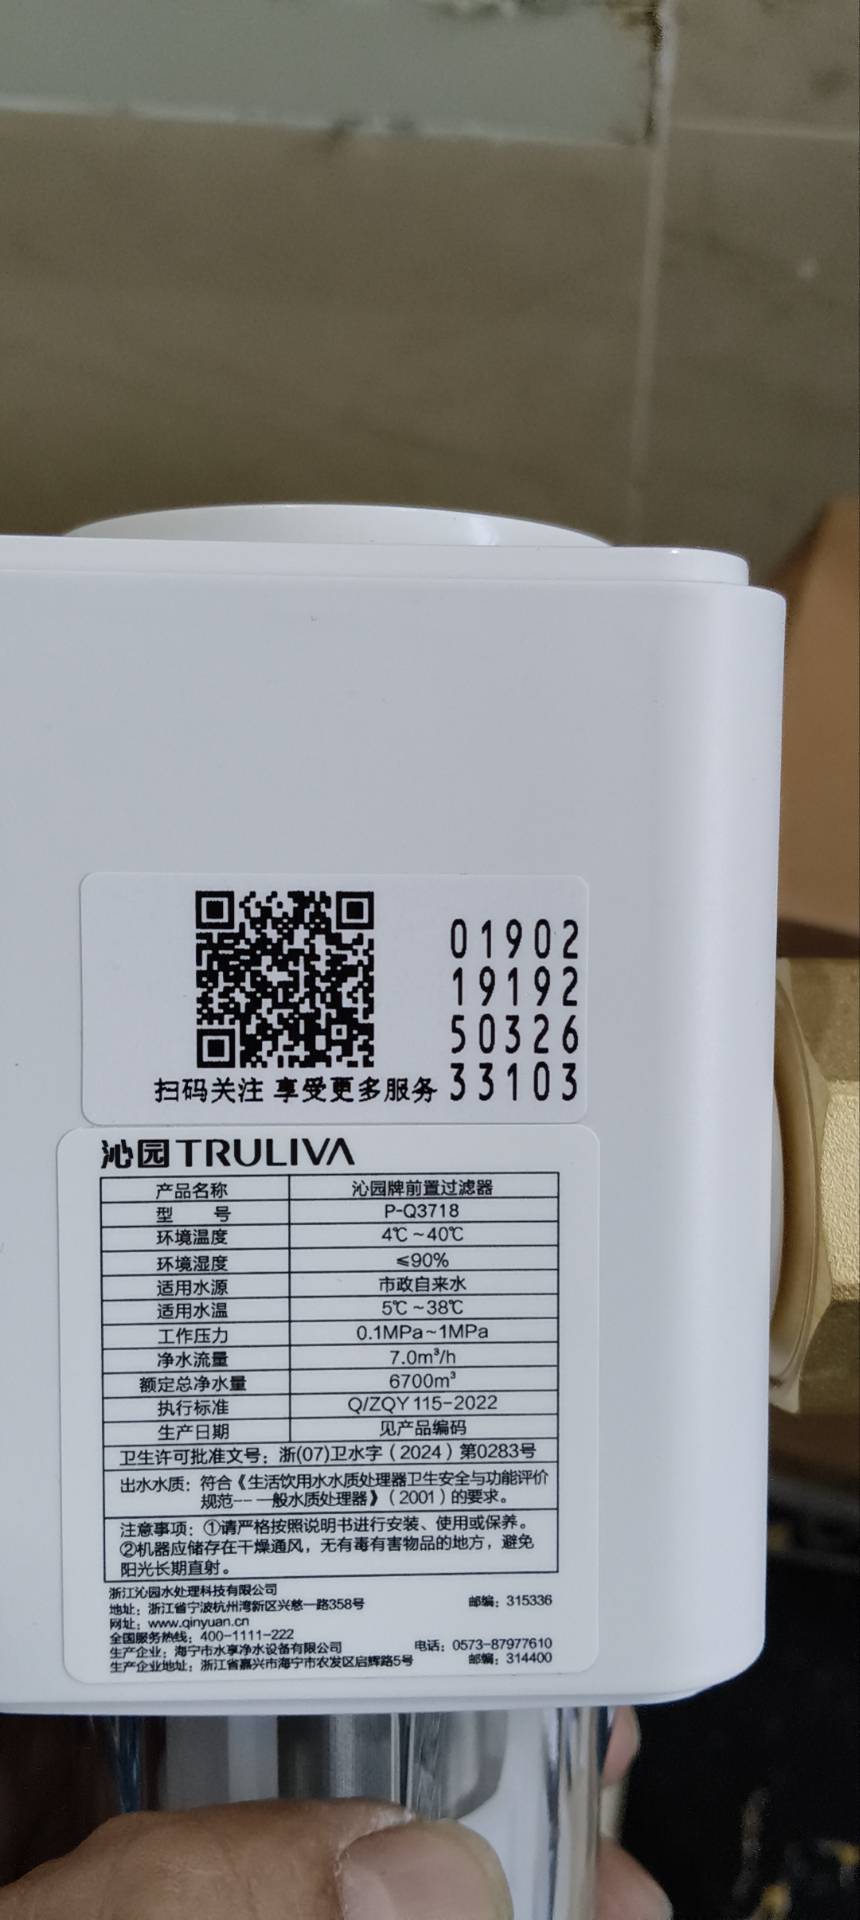 01902
19192
50326
33103
扫码关注 享受更多服务
沁园TRULIVA
产品名称 沁园牌前置过滤器
型 号 P-Q3718
环境温度 4℃~40℃
环境湿度 ≤90%
适用水源 市政自来水
适用水温 5℃~38℃
工作压力 0.1MPa~1MPa
净水流量 7.0m³/h
额定总净水量 6700m³
执行标准 Q/ZQY 115-2022
生产日期 见产品编码
卫生许可批准文号：浙(07)卫水字（2024）第0283号
出水水质：符合《生活饮用水水质处理器卫生安全与功能评价
规范-- 一般水质处理器》（2001）的要求。
注意事项：①请严格按照说明书进行安装、使用或保养。
②机器应储存在干燥通风，无有毒有害物品的地方，避免
阳光长期直射。
浙江沁园水处理科技有限公司
地址：浙江省宁波杭州湾新区兴慈一路358号 邮编：315336
网址：www.qinyuan.cn
全国服务热线：400-1111-222
生产企业：海宁市水享净水设备有限公司 电话：0573-87977610
生产企业地址：浙江省嘉兴市海宁市农发区启辉路5号 邮编：314400